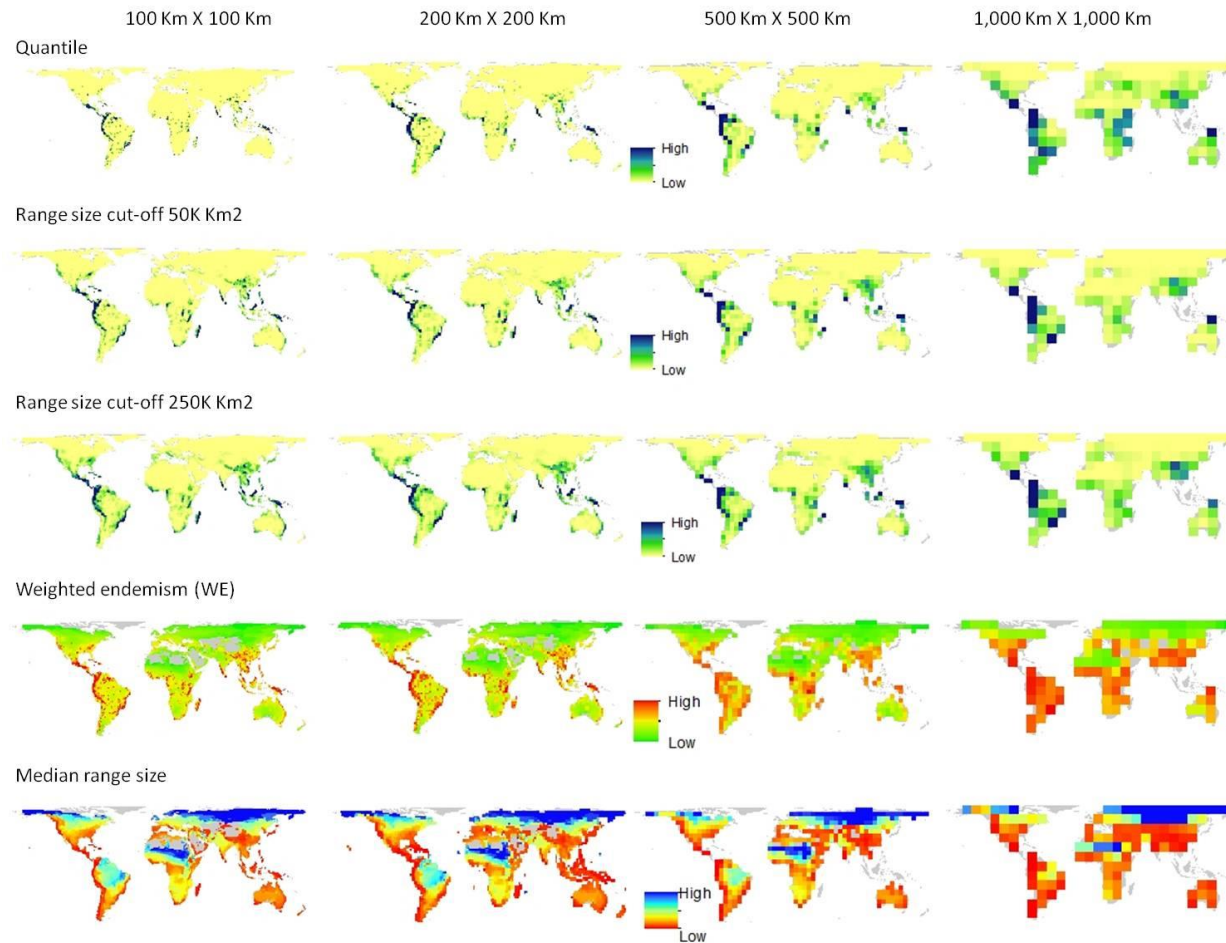 100 Km X 100 Km
200 Km X 200 Km
500 Km X 500 Km
1,000 Km X 1,000 Km
Quantile
High
Low
Range size cut-off 50K Km2
High
Low
Range size cut-off 250K Km2
High
Low
Weighted endemism (WE)
High
Low
Median range size
High
Low